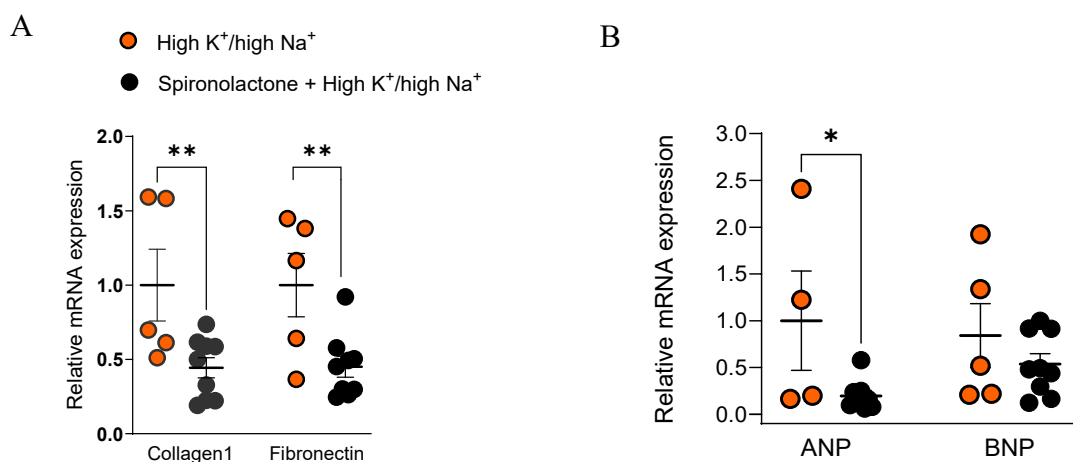 A
High K⁺/high Na⁺
Spironolactone + High K⁺/high Na⁺
Relative mRNA expression
2.0
1.5
1.0
0.5
0.0
**
**
Collagen1
Fibronectin
B
Relative mRNA expression
3.0
2.5
2.0
1.5
1.0
0.5
0.0
*
ANP
BNP